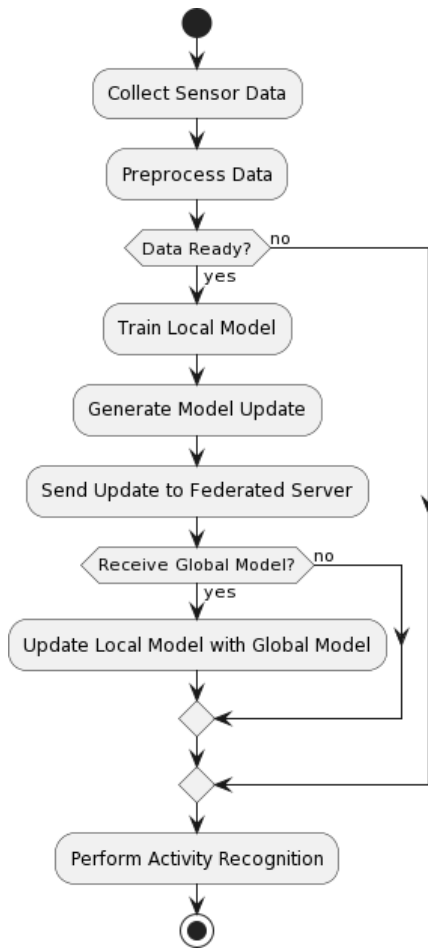 Collect Sensor Data
Preprocess Data
Data Ready?
no
yes
Train Local Model
Generate Model Update
Send Update to Federated Server
Receive Global Model?
no
yes
Update Local Model with Global Model
Perform Activity Recognition